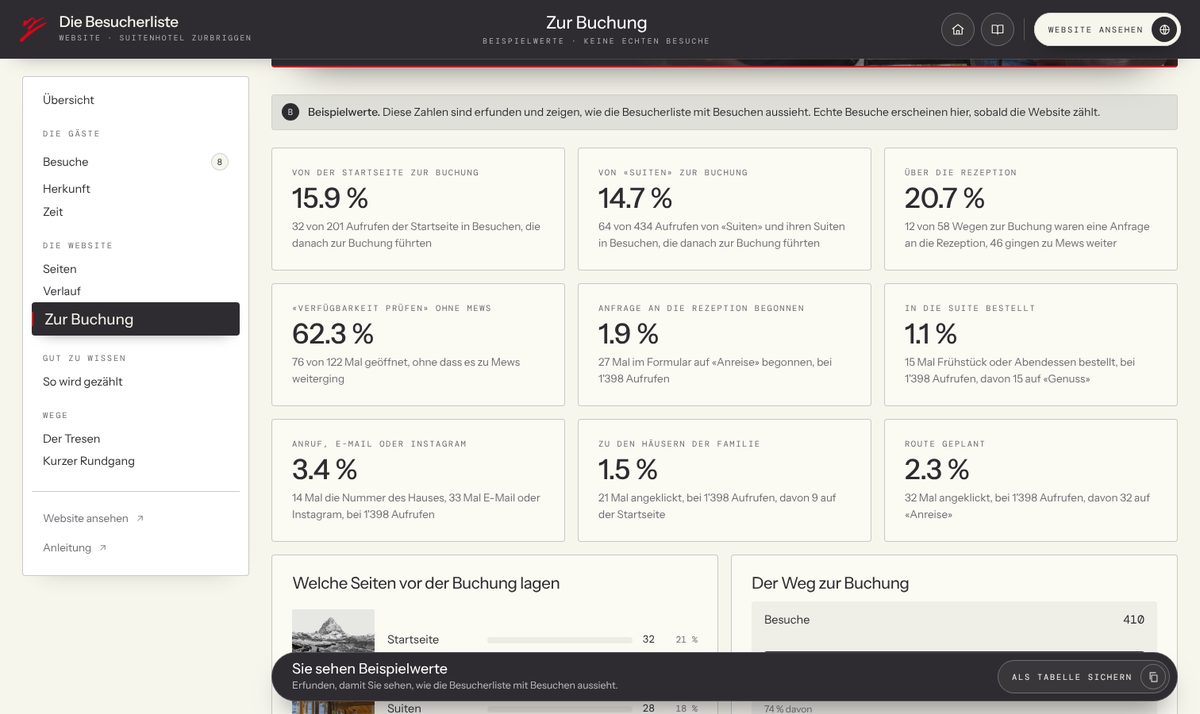 Die Besucherliste
WEBSITE · SUITENHOTEL ZURBRIGGEN
Zur Buchung
BEISPIELWERTE · KEINE ECHTEN BESUCHE
WEBSITE ANSEHEN
Übersicht
DIE GÄSTE
Besuche 8
Herkunft
Zeit
DIE WEBSITE
Seiten
Verlauf
Zur Buchung
GUT ZU WISSEN
So wird gezählt
WEGE
Der Tresen
Kurzer Rundgang
Website ansehen ↗
Anleitung ↗
B Beispielwerte. Diese Zahlen sind erfunden und zeigen, wie die Besucherliste mit Besuchen aussieht. Echte Besuche erscheinen hier, sobald die Website zählt.
VON DER STARTSEITE ZUR BUCHUNG
15.9 %
32 von 201 Aufrufen der Startseite in Besuchen, die
danach zur Buchung führten
VON «SUITEN» ZUR BUCHUNG
14.7 %
64 von 434 Aufrufen von «Suiten» und ihren Suiten
in Besuchen, die danach zur Buchung führten
ÜBER DIE REZEPTION
20.7 %
12 von 58 Wegen zur Buchung waren eine Anfrage
an die Rezeption, 46 gingen zu Mews weiter
«VERFÜGBARKEIT PRÜFEN» OHNE MEWS
62.3 %
76 von 122 Mal geöffnet, ohne dass es zu Mews
weiterging
ANFRAGE AN DIE REZEPTION BEGONNEN
1.9 %
27 Mal im Formular auf «Anreise» begonnen, bei
1'398 Aufrufen
IN DIE SUITE BESTELLT
1.1 %
15 Mal Frühstück oder Abendessen bestellt, bei
1'398 Aufrufen, davon 15 auf «Genuss»
ANRUF, E-MAIL ODER INSTAGRAM
3.4 %
14 Mal die Nummer des Hauses, 33 Mal E-Mail oder
Instagram, bei 1'398 Aufrufen
ZU DEN HÄUSERN DER FAMILIE
1.5 %
21 Mal angeklickt, bei 1'398 Aufrufen, davon 9 auf
der Startseite
ROUTE GEPLANT
2.3 %
32 Mal angeklickt, bei 1'398 Aufrufen, davon 32 auf
«Anreise»
Welche Seiten vor der Buchung lagen
Startseite 32 21 %
Suiten 28 18 %
Der Weg zur Buchung
Besuche 410
74 % davon
Sie sehen Beispielwerte
Erfunden, damit Sie sehen, wie die Besucherliste mit Besuchen aussieht.
ALS TABELLE SICHERN